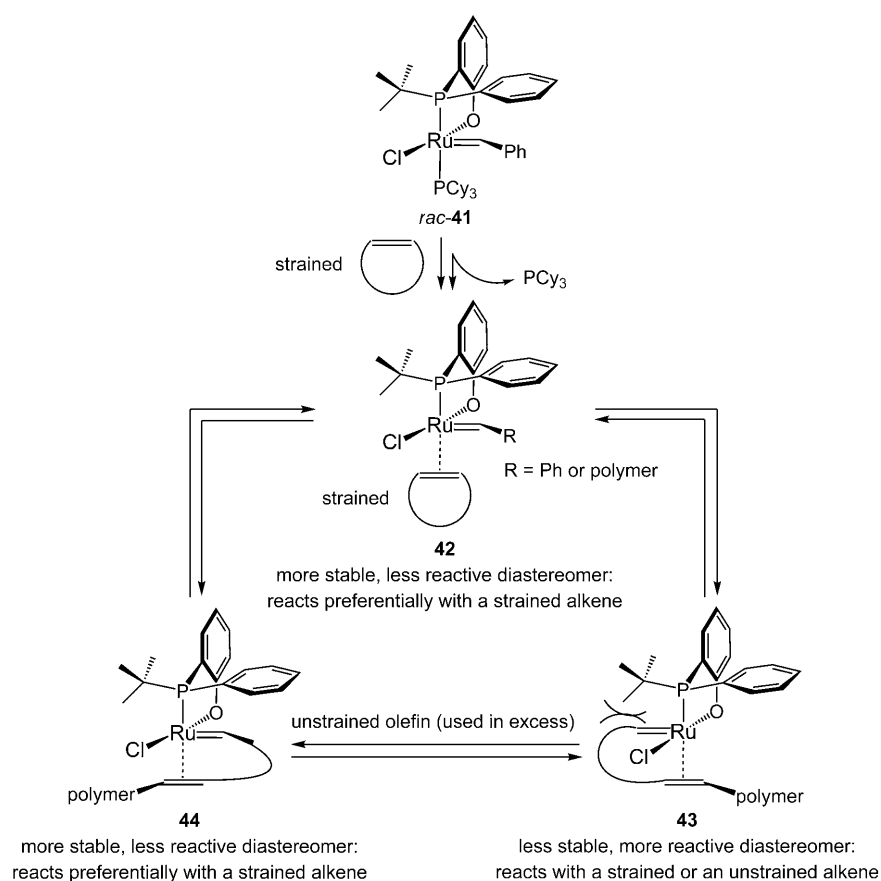 P
O
Ru
Cl
Ph
PCy3
rac-41
strained
PCy3
P
O
Ru
Cl
R
R = Ph or polymer
strained
42
more stable, less reactive diastereomer:
reacts preferentially with a strained alkene
P
O
Ru
Cl
polymer
44
more stable, less reactive diastereomer:
reacts preferentially with a strained alkene
unstrained olefin (used in excess)
P
O
Ru
Cl
polymer
43
less stable, more reactive diastereomer:
reacts with a strained or an unstrained alkene